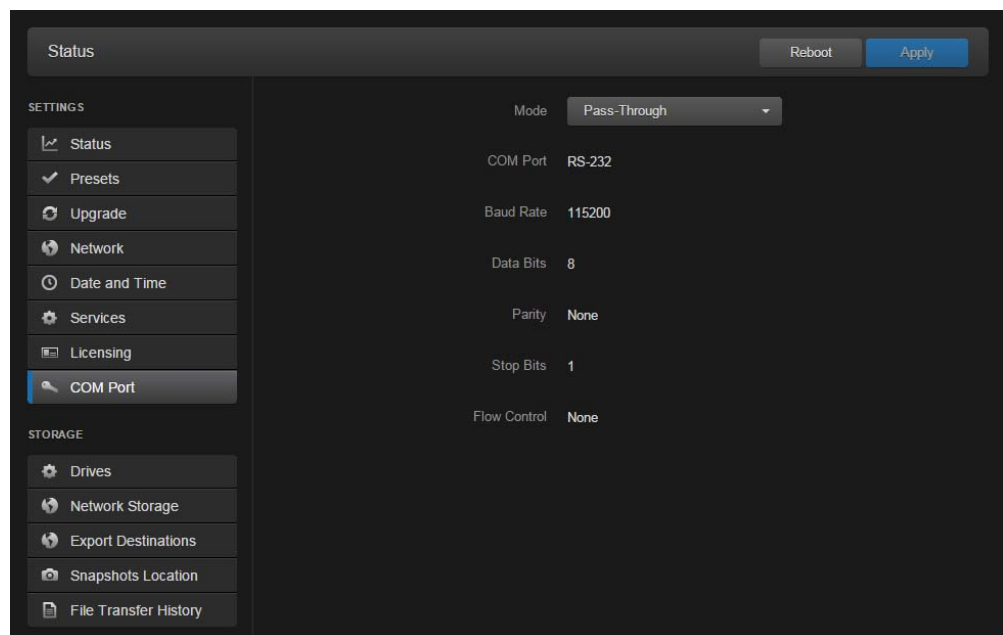 Status
Reboot
Apply
SETTINGS
Status
Presets
Upgrade
Network
Date and Time
Services
Licensing
COM Port
STORAGE
Drives
Network Storage
Export Destinations
Snapshots Location
File Transfer History
Mode Pass-Through
COM Port RS-232
Baud Rate 115200
Data Bits 8
Parity None
Stop Bits 1
Flow Control None